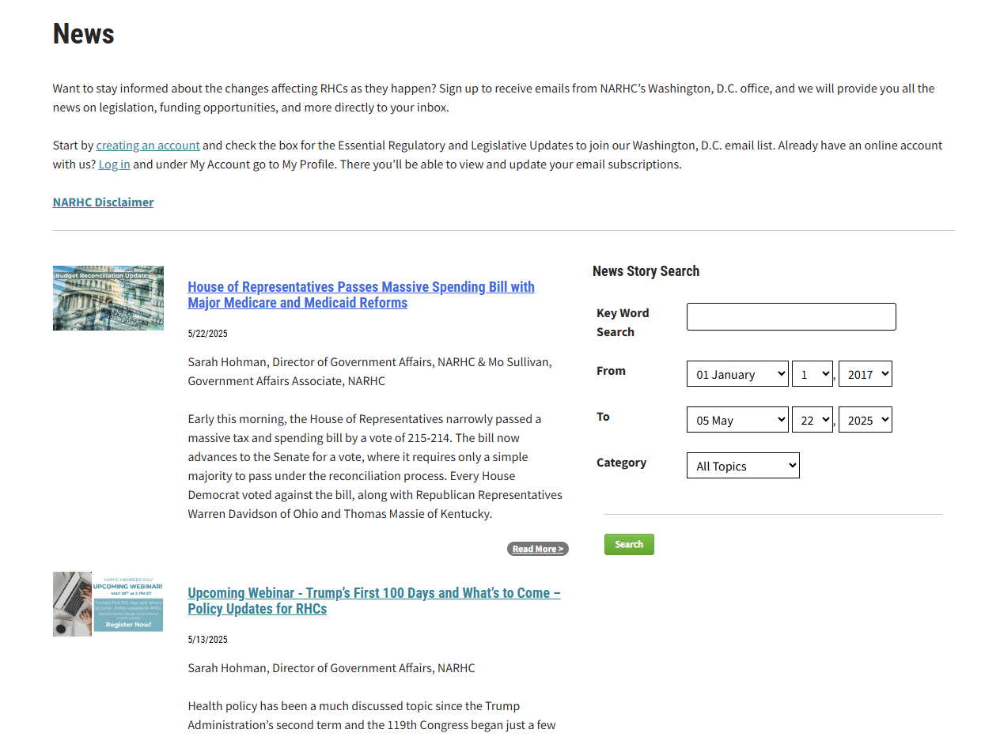 News
Want to stay informed about the changes affecting RHCs as they happen? Sign up to receive emails from NARHC’s Washington, D.C. office, and we will provide you all the
news on legislation, funding opportunities, and more directly to your inbox.
Start by creating an account and check the box for the Essential Regulatory and Legislative Updates to join our Washington, D.C. email list. Already have an online account
with us? Log in and under My Account go to My Profile. There you’ll be able to view and update your email subscriptions.
NARHC Disclaimer
Budget Reconciliation Update:
House of Representatives Passes Massive Spending Bill with
Major Medicare and Medicaid Reforms
5/22/2025
Sarah Hohman, Director of Government Affairs, NARHC & Mo Sullivan,
Government Affairs Associate, NARHC
Early this morning, the House of Representatives narrowly passed a
massive tax and spending bill by a vote of 215-214. The bill now
advances to the Senate for a vote, where it requires only a simple
majority to pass under the reconciliation process. Every House
Democrat voted against the bill, along with Republican Representatives
Warren Davidson of Ohio and Thomas Massie of Kentucky.
Read More >
NARHC MEMBERS ONLY
UPCOMING WEBINAR!
MAY 29th at 2 PM ET
Trump's First 100 Days and What's
to Come - Policy Updates for RHCs
Register Now!
Upcoming Webinar - Trump’s First 100 Days and What’s to Come –
Policy Updates for RHCs
5/13/2025
Sarah Hohman, Director of Government Affairs, NARHC
Health policy has been a much discussed topic since the Trump
Administration’s second term and the 119th Congress began just a few
News Story Search
Key Word
Search
From 01 January 1 , 2017
To 05 May 22 , 2025
Category All Topics
Search